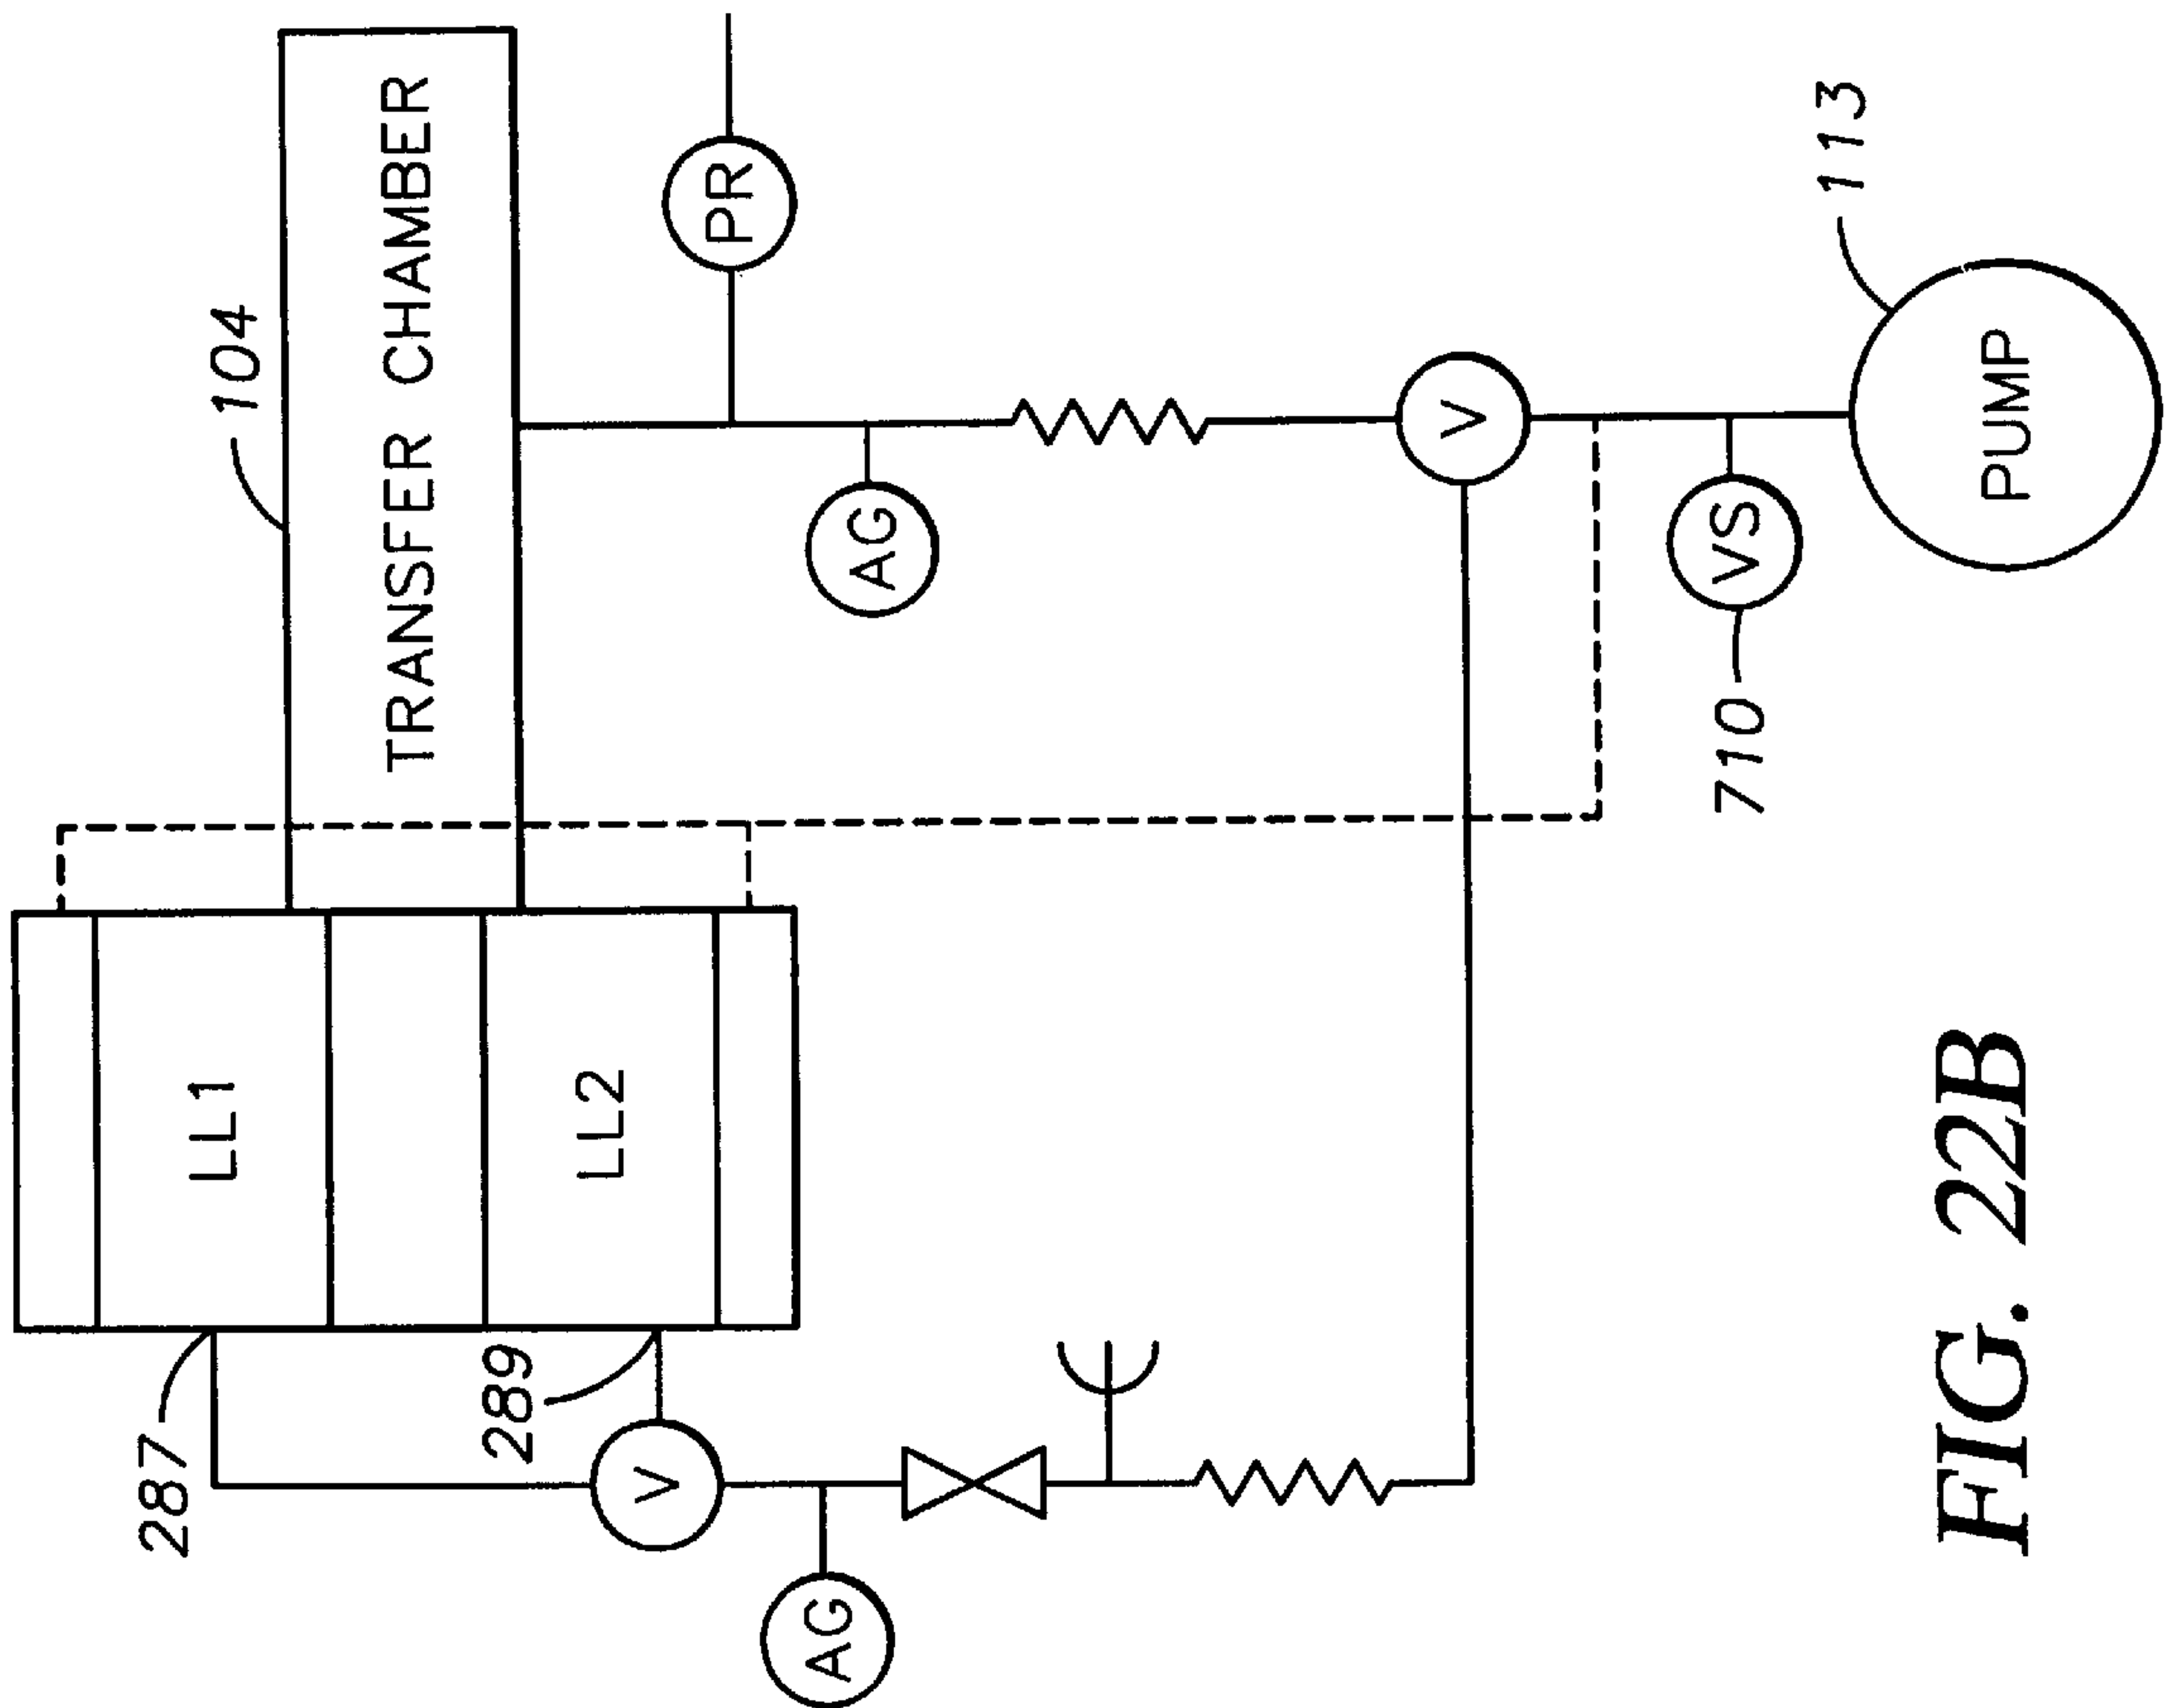 104
TRANSFER CHAMBER
PR
LL1
LL2
287
289
AG
V
V
AG
113
710
VS
PUMP
FIG. 22B